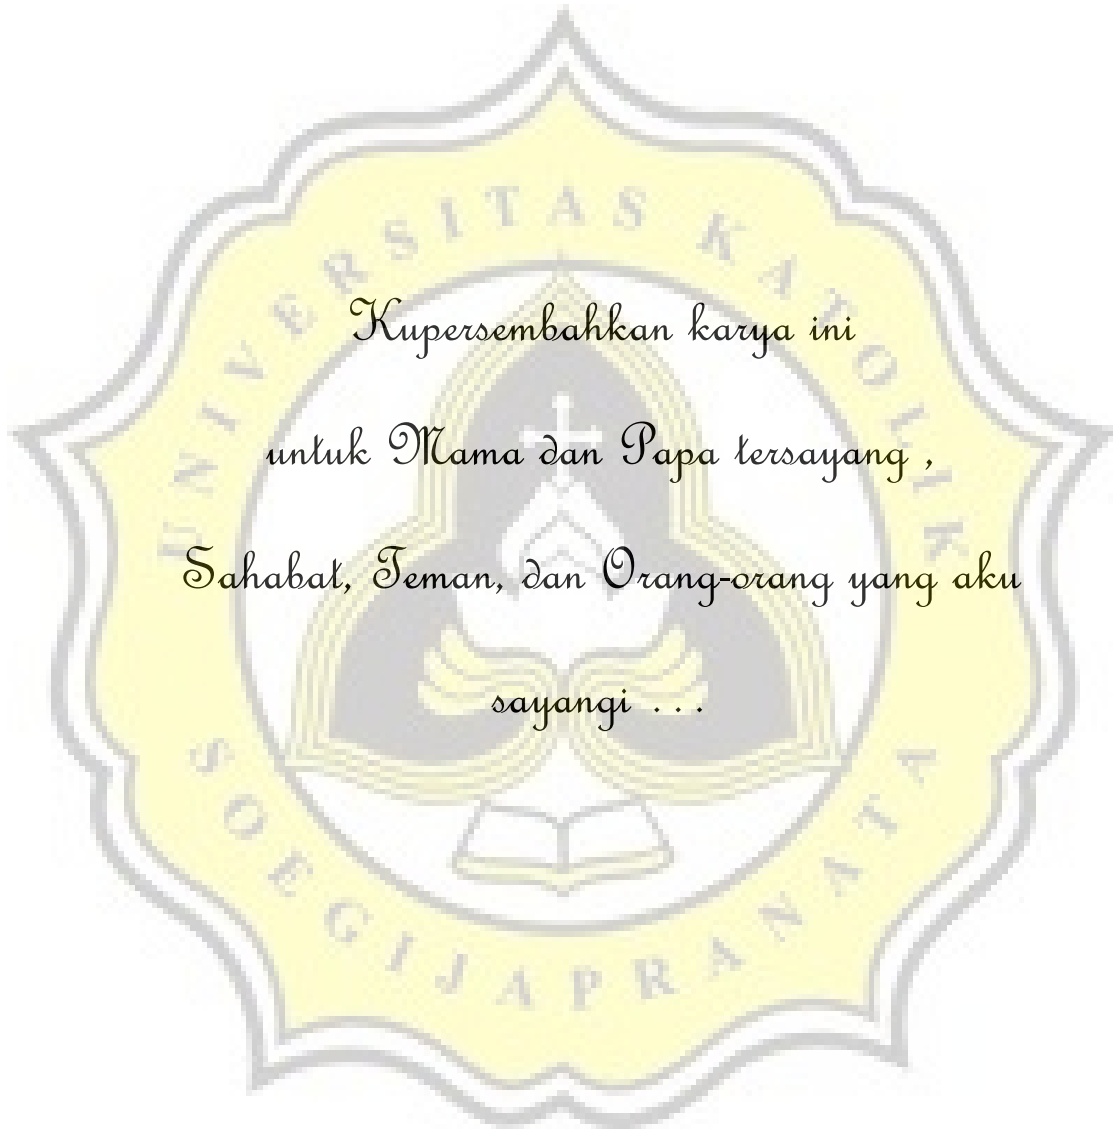 UNIVERSITAS KATOLIK
Kupersembahkan karya ini
untuk Mama dan Papa tersayang ,
Sahabat, Teman, dan Orang-orang yang aku
sayangi . . .
SOEGIJAPRANATA